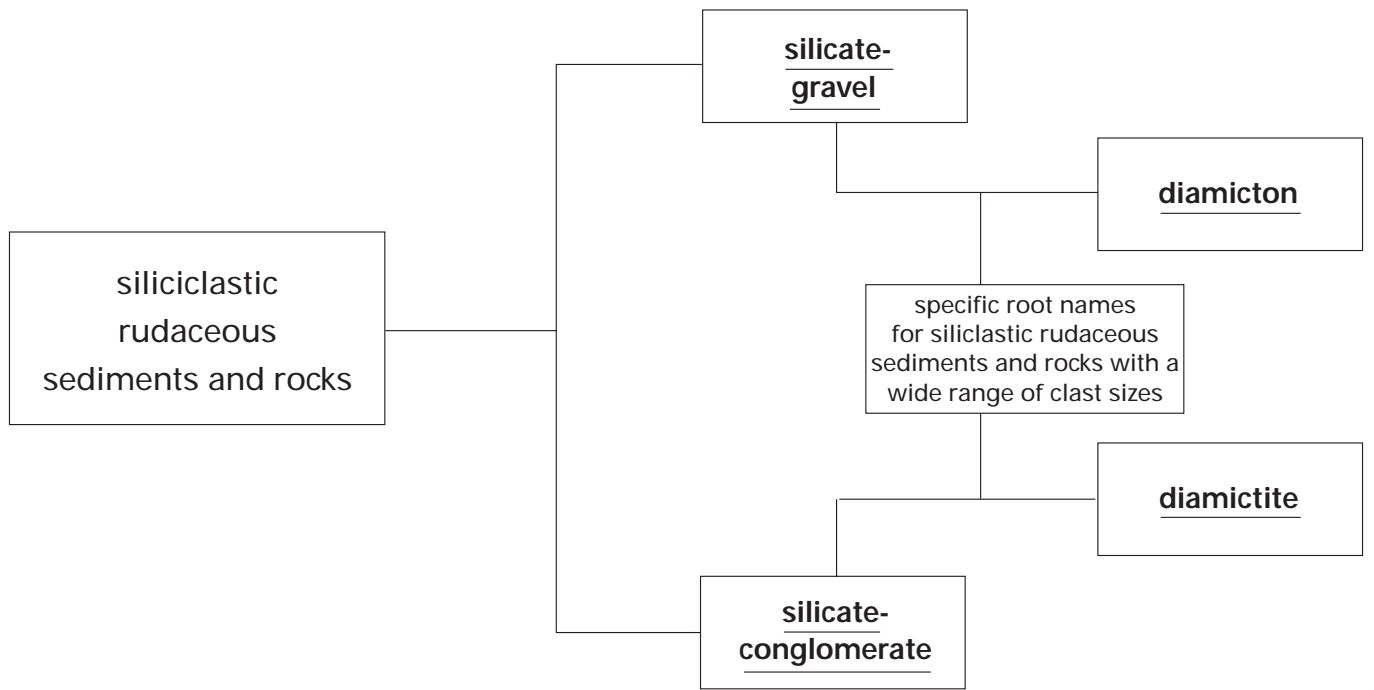 silicate-
gravel
diamicton
siliciclastic
rudaceous
sediments and rocks
specific root names
for siliclastic rudaceous
sediments and rocks with a
wide range of clast sizes
diamictite
silicate-
conglomerate